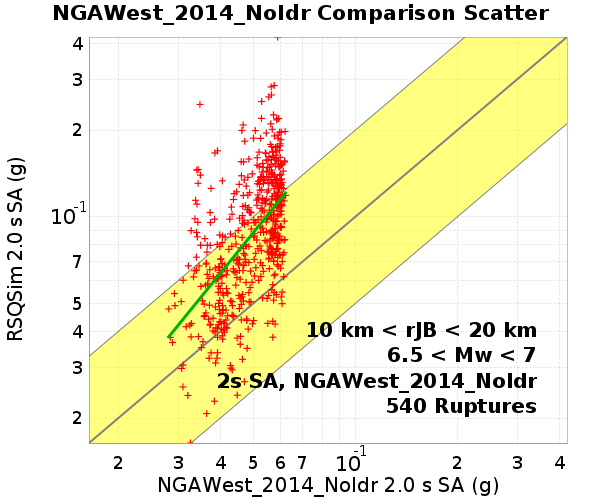 NGAWest_2014_NoIdr Comparison Scatter
4
3
2
10-1
7
5
4
3
2
RSQSim 2.0 s SA (g)
10 km < rJB < 20 km
6.5 < Mw < 7
2s SA, NGAWest_2014_NoIdr
540 Ruptures
2 3 4 5 6 7 10-1 2 3 4
NGAWest_2014_NoIdr 2.0 s SA (g)